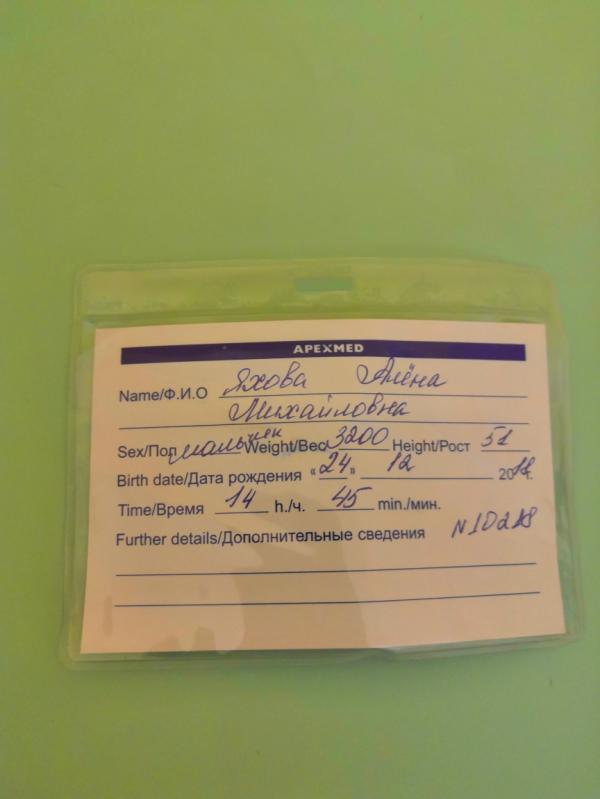 APEXMED
Name/Ф.И.О Яхова Алёна
Михайловна
Sex/Пол мальчик Weight/Вес 3200 Height/Рост 51
Birth date/Дата рождения «24» 12 2018г.
Time/Время 14 h./ч. 45 min./мин.
Further details/Дополнительные сведения